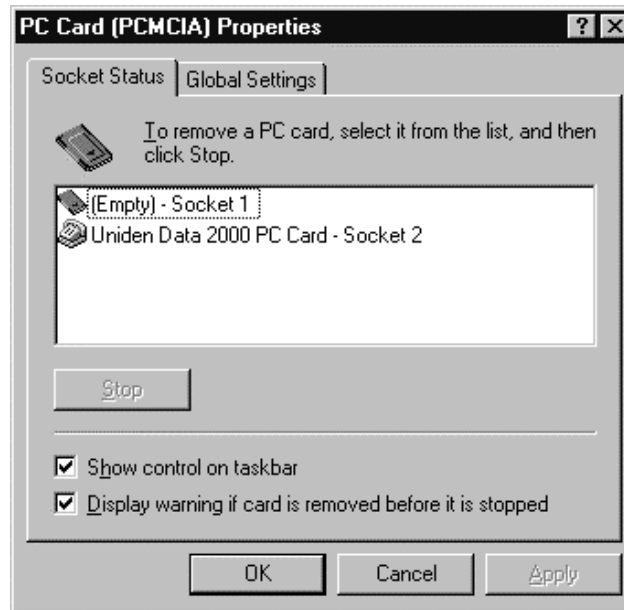 PC Card (PCMCIA) Properties
Socket Status
Global Settings
To remove a PC card, select it from the list, and then
click Stop.
(Empty) - Socket 1
Uniden Data 2000 PC Card - Socket 2
Stop
Show control on taskbar
Display warning if card is removed before it is stopped
OK
Cancel
Apply